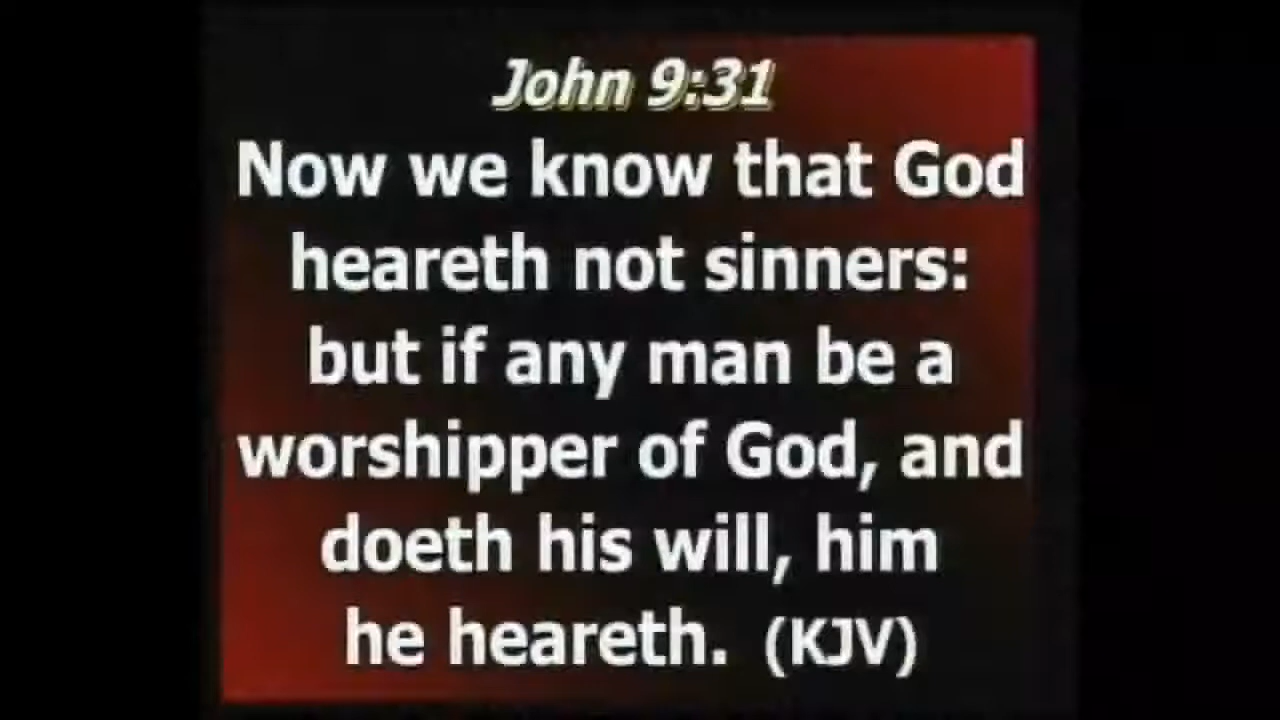 John 9:31
Now we know that God
heareth not sinners:
but if any man be a
worshipper of God, and
doeth his will, him
he heareth. (KJV)